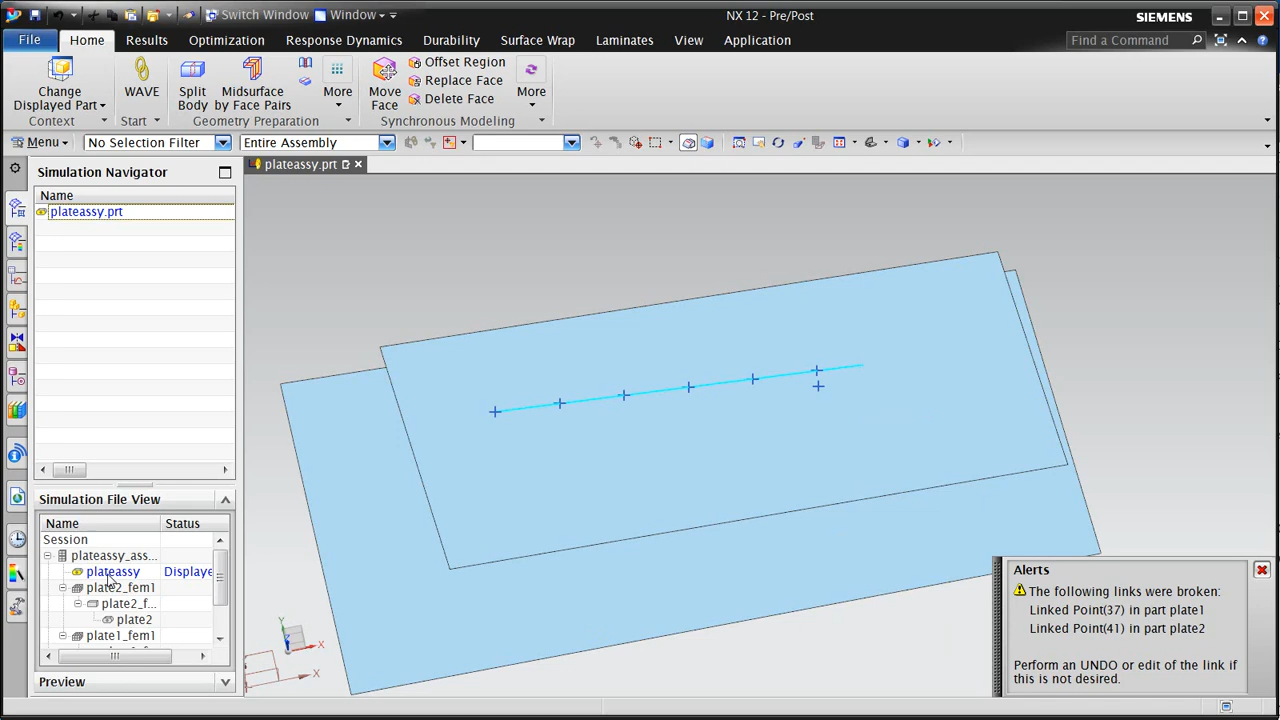 Switch Window
Window
NX 12 - Pre/Post
SIEMENS
File
Home
Results
Optimization
Response Dynamics
Durability
Surface Wrap
Laminates
View
Application
Find a Command
Change
Displayed Part
WAVE
Split
Body
Midsurface
by Face Pairs
More
Move
Face
Offset Region
Replace Face
Delete Face
More
Context
Start
Geometry Preparation
Synchronous Modeling
Menu
No Selection Filter
Entire Assembly
Simulation Navigator
plateassy.prt
Name
plateassy.prt
Simulation File View
Name
Status
Session
plateassy_ass...
plateassy
Displaye
plate2_fem1
plate2_f...
plate2
plate1_fem1
Preview
Y
X
X
Alerts
The following links were broken:
Linked Point(37) in part plate1
Linked Point(41) in part plate2
Perform an UNDO or edit of the link if
this is not desired.